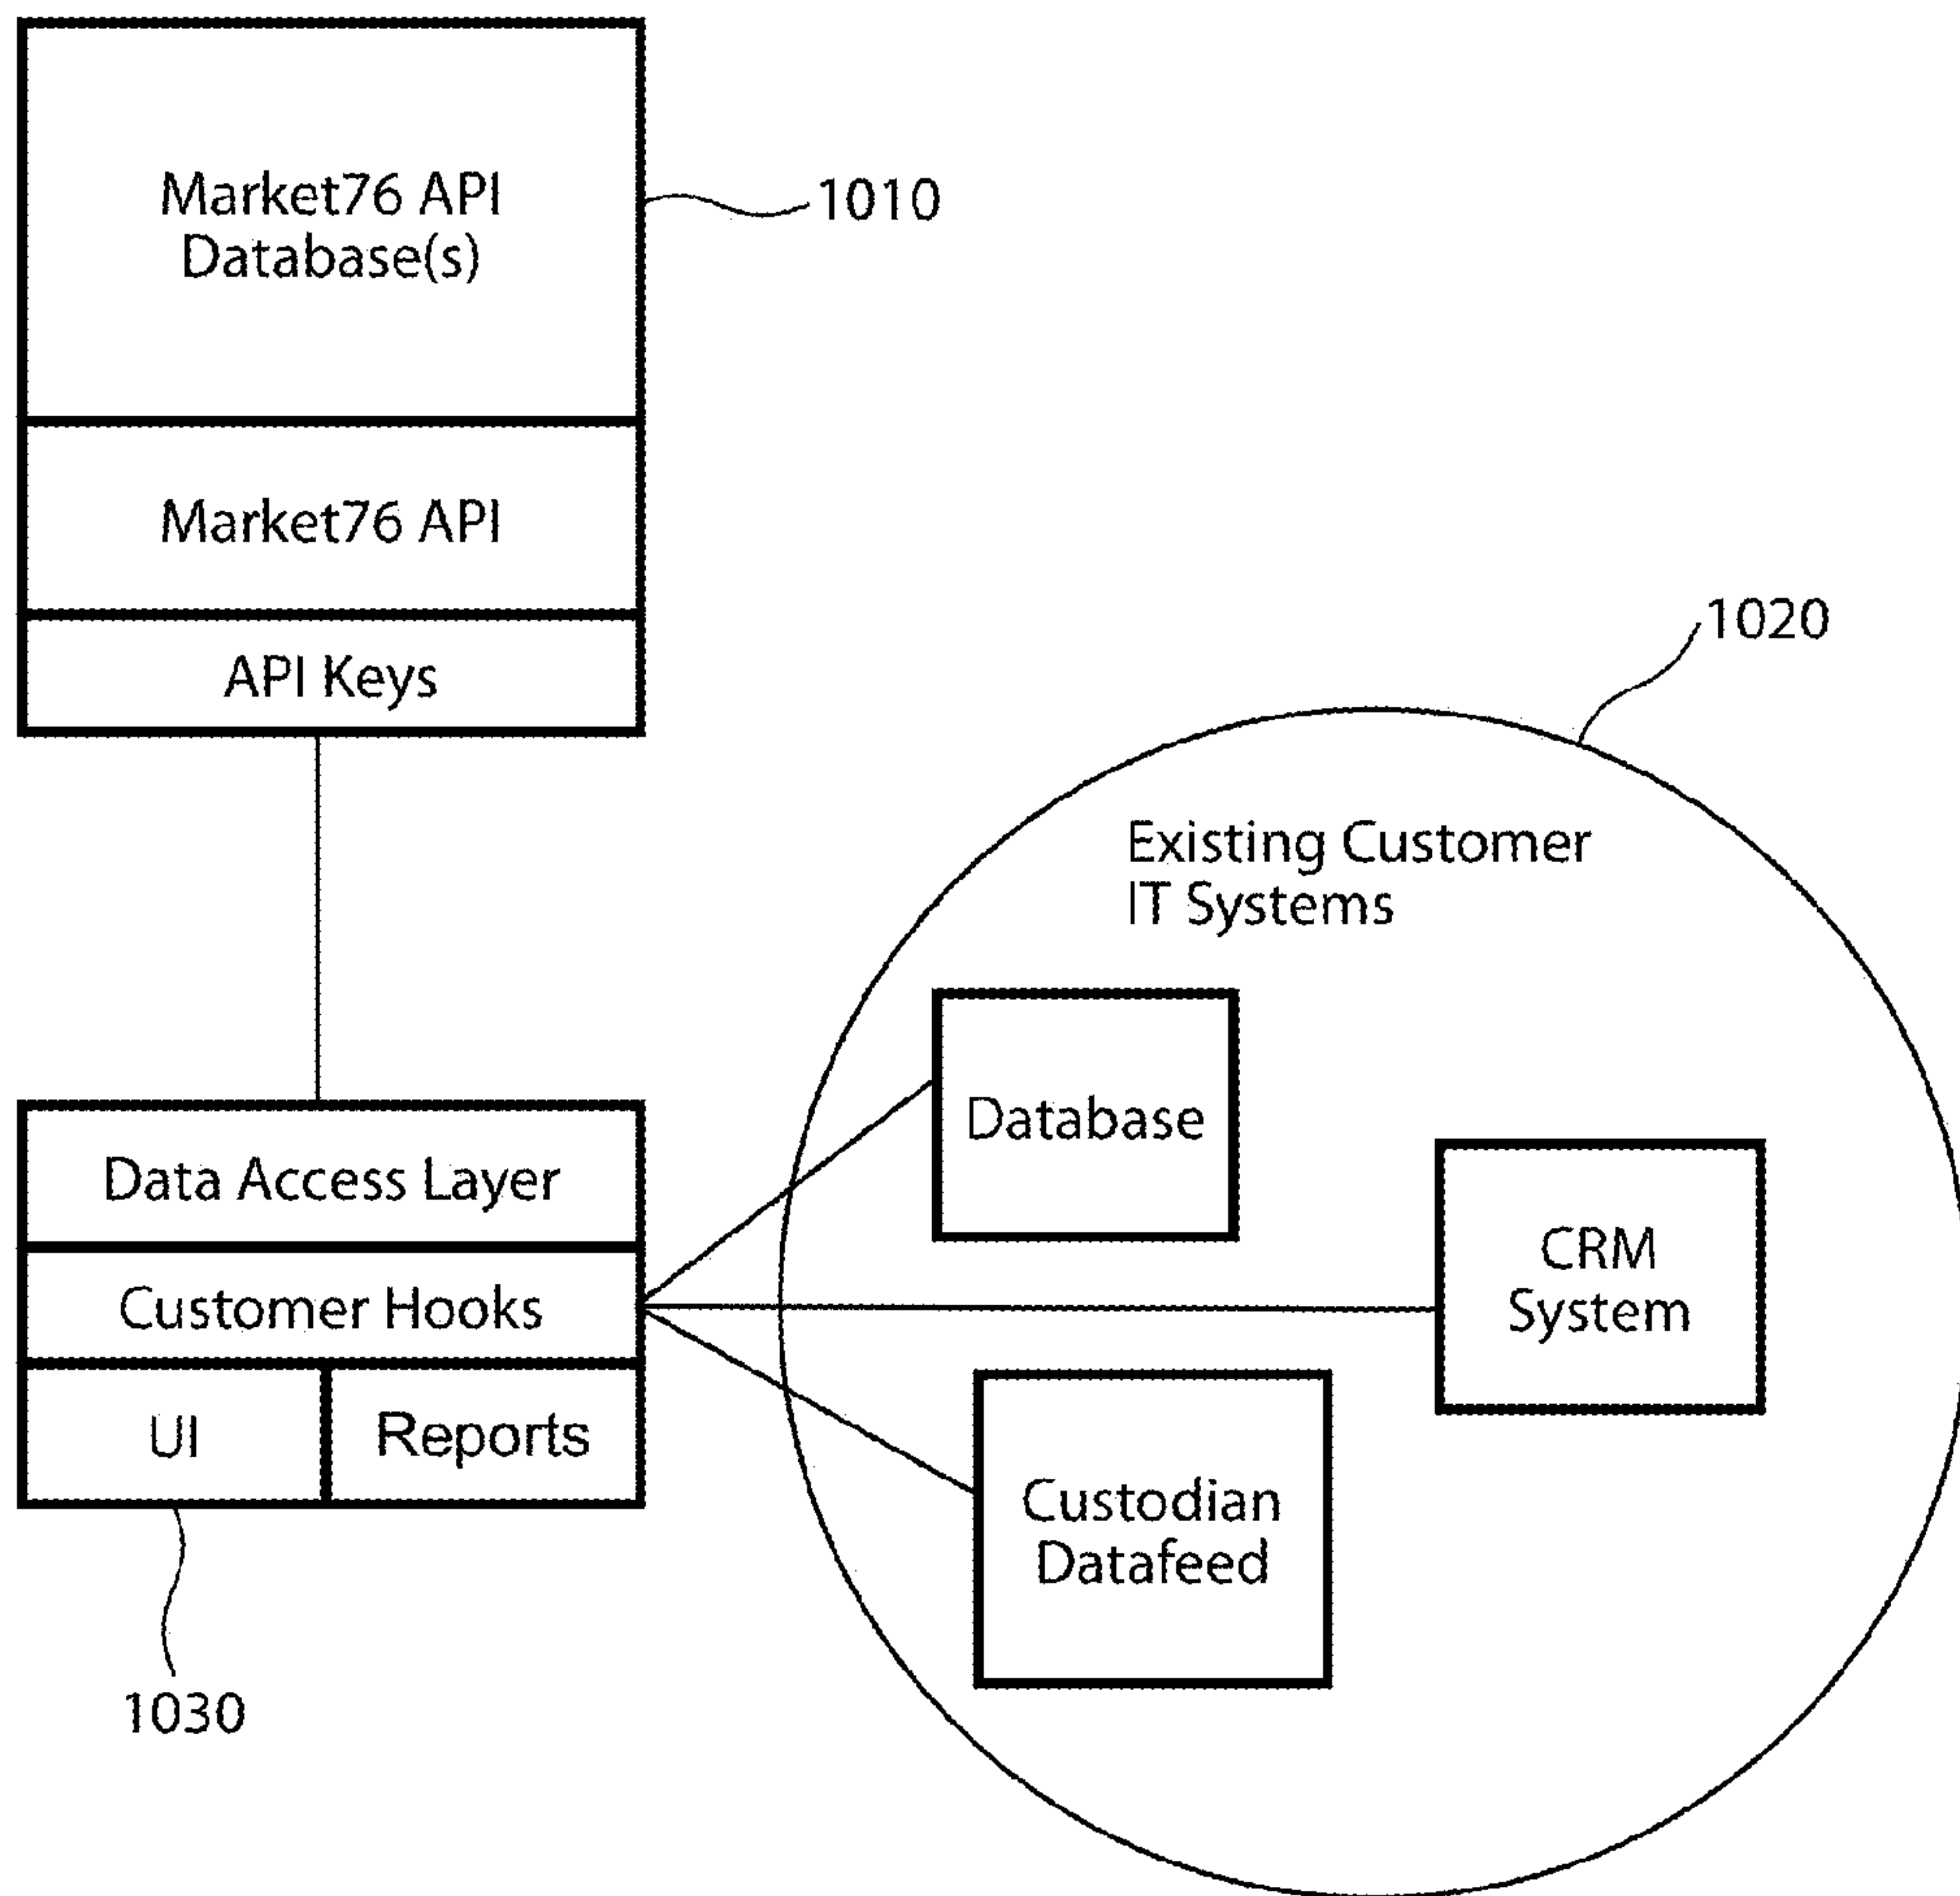 Market76 API
Database(s)
1010
Market76 API
API Keys
1020
Existing Customer
IT Systems
Database
Data Access Layer
Customer Hooks
CRM
System
UI
Reports
Custodian
Datafeed
1030